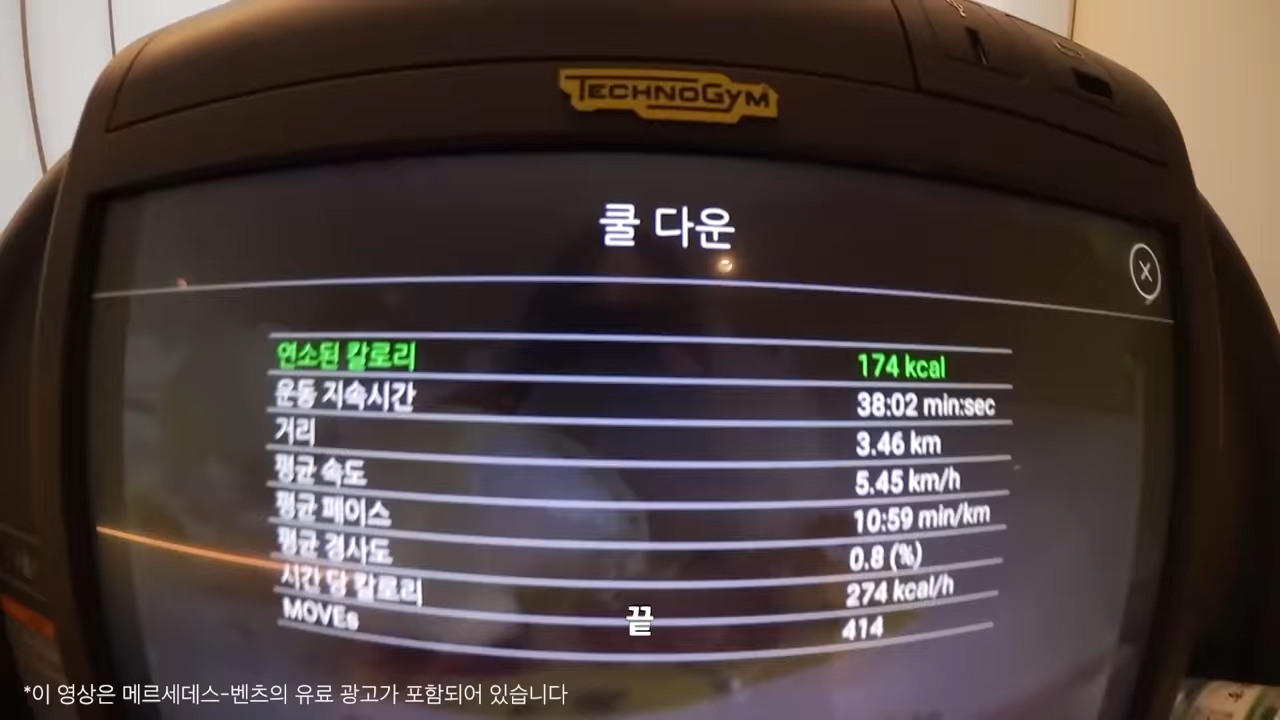 TECHNOGYM
쿨 다운
연소된 칼로리 174 kcal
운동 지속시간 38:02 min:sec
거리 3.46 km
평균 속도 5.45 km/h
평균 페이스 10:59 min/km
평균 경사도 0.8 (%)
시간 당 칼로리 274 kcal/h
MOVEs 414
끝
*이 영상은 메르세데스-벤츠의 유료 광고가 포함되어 있습니다